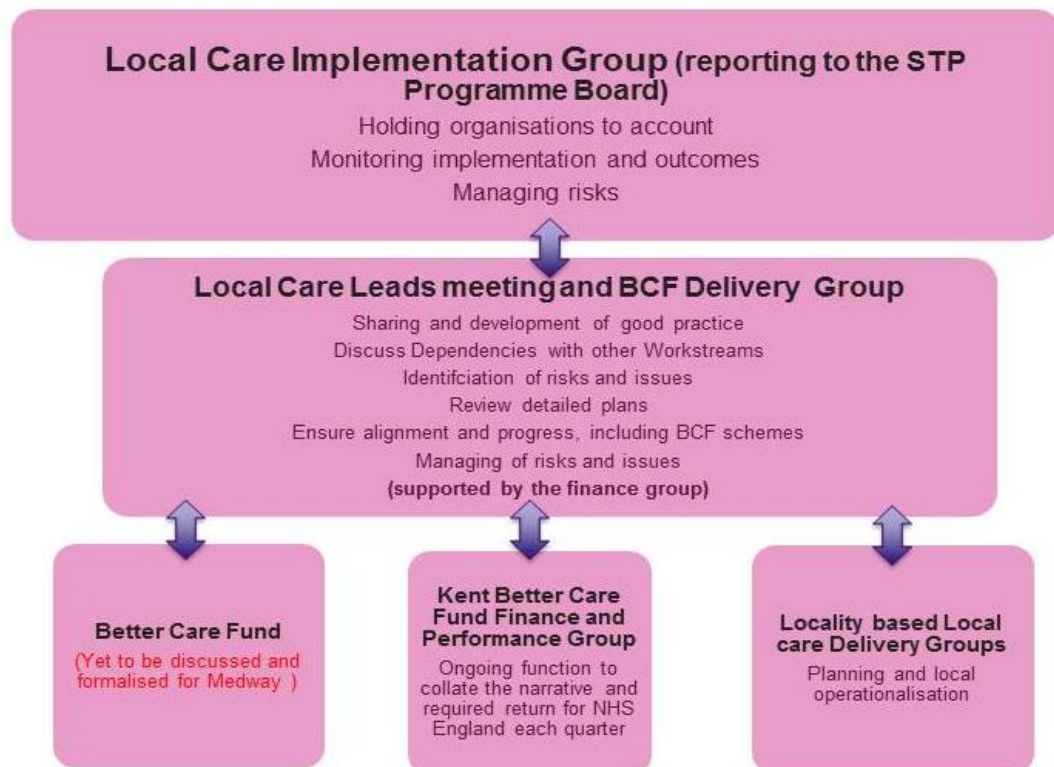 Local Care Implementation Group (reporting to the STP
Programme Board)
Holding organisations to account
Monitoring implementation and outcomes
Managing risks
Local Care Leads meeting and BCF Delivery Group
Sharing and development of good practice
Discuss Dependencies with other Workstreams
Identifciation of risks and issues
Review detailed plans
Ensure alignment and progress, including BCF schemes
Managing of risks and issues
(supported by the finance group)
Better Care Fund
(Yet to be discussed and
formalised for Medway )
Kent Better Care
Fund Finance and
Performance Group
Ongoing function to
collate the narrative and
required return for NHS
England each quarter
Locality based Local
care Delivery Groups
Planning and local
operationalisation